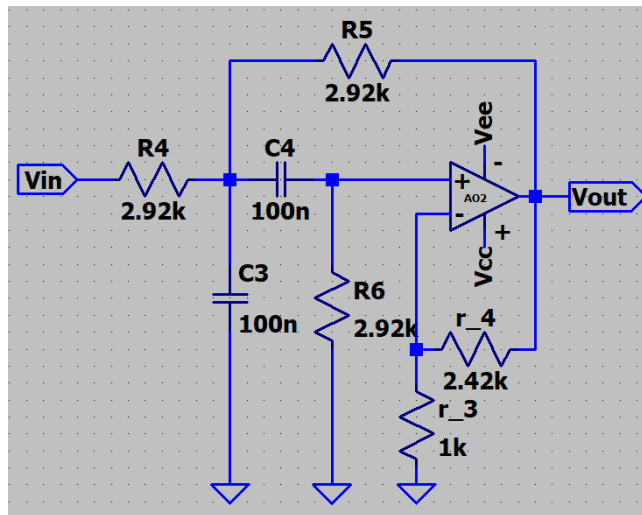 R5
2.92k
Vee
-
R4
C4
Vin
+
AO2
-
Vout
2.92k
100n
+
Vcc
C3
R6
100n
2.92k
r_4
2.42k
r_3
1k